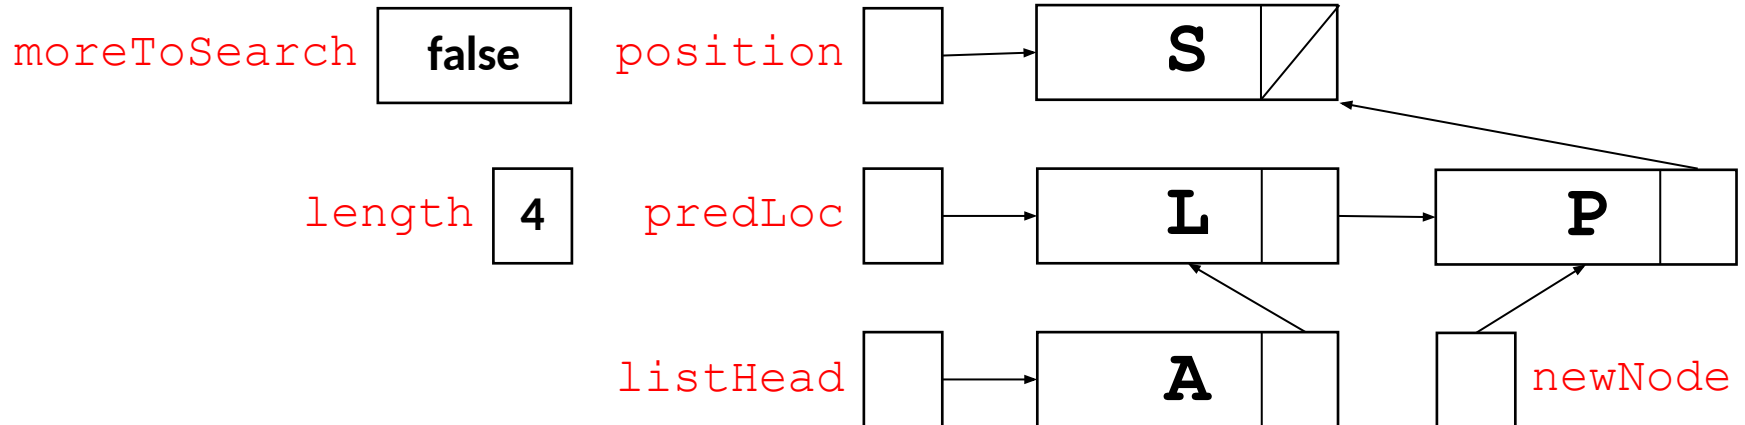 moreToSearch false position S
length 4 predLoc L P
listHead A newNode